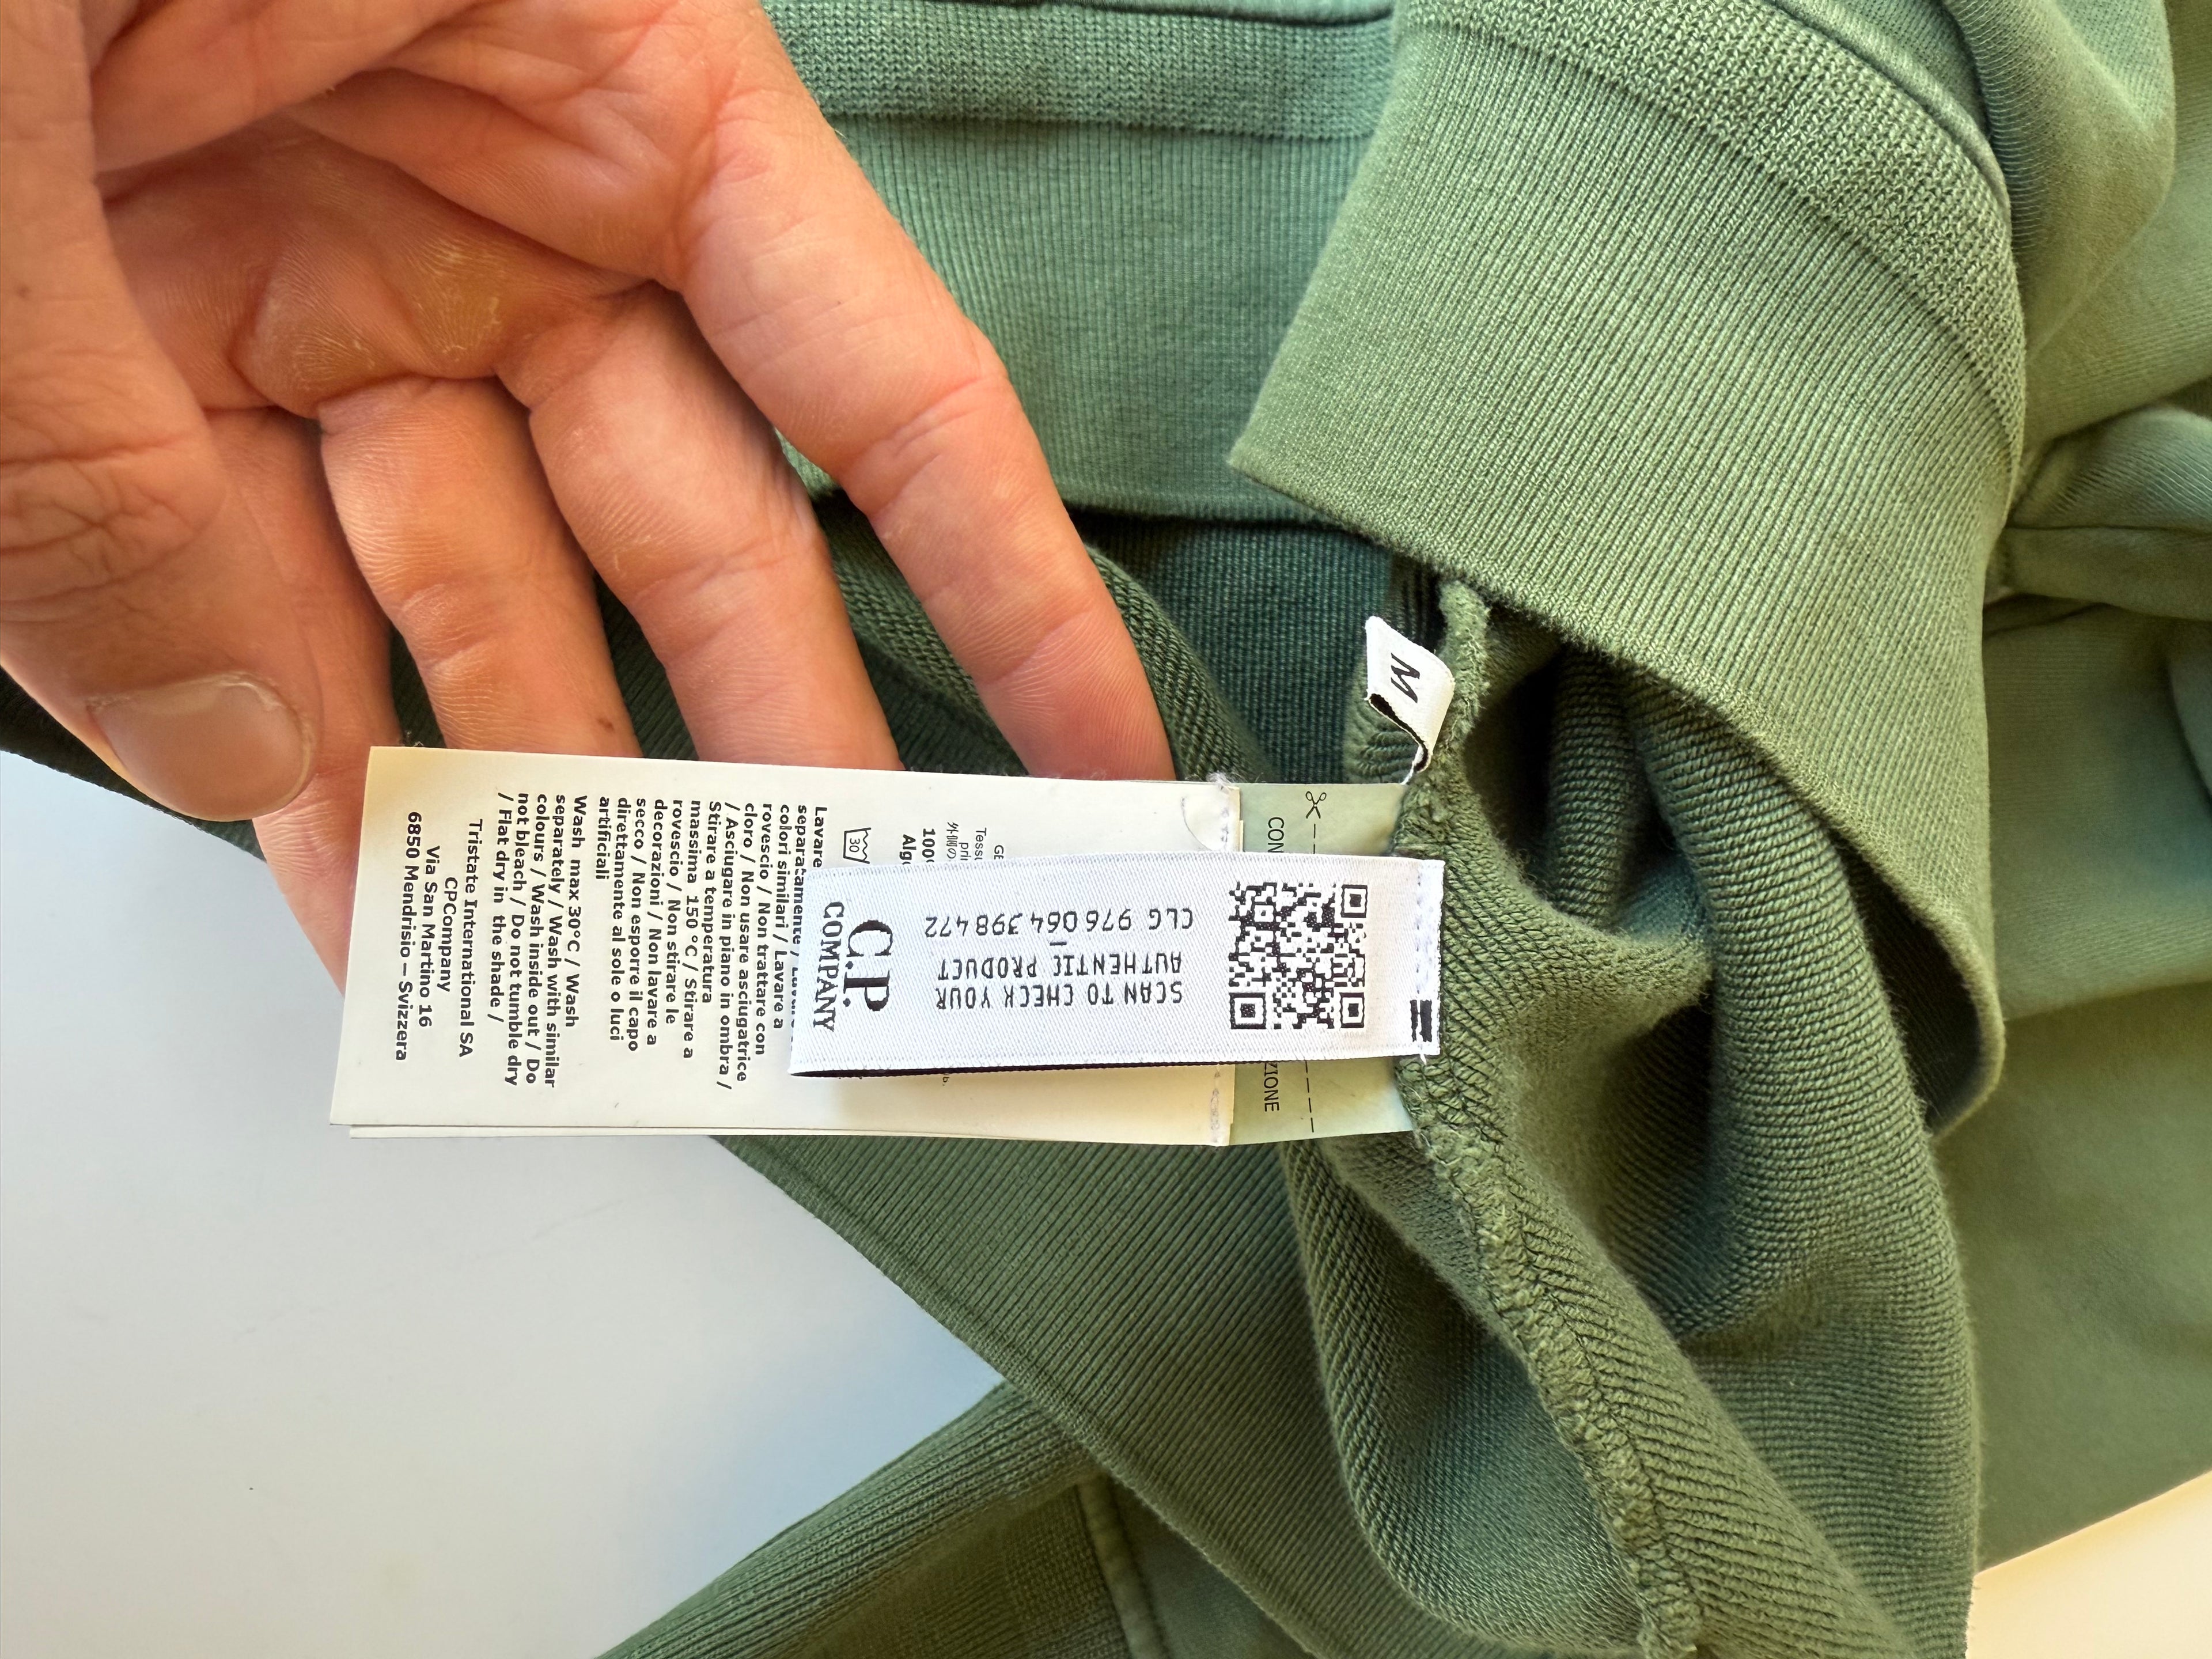 M
C.P.
COMPANY
SCAN TO CHECK YOUR
AUTHENTIC PRODUCT
CLG 976 064 398 472
CON
ZIONE
100
30
Lavare
separatamente /
colori similari / Lavare a
rovescio / Non trattare con
cloro / Non usare asciugatrice
/ Asciugare in piano in ombra /
Stirare a temperatura
massima 150 °C / Stirare a
rovescio / Non stirare le
decorazioni / Non lavare a
secco / Non esporre il capo
direttamente al sole o luci
artificiali
Wash max 30°C / Wash
separately / Wash with similar
colours / Wash inside out / Do
not bleach / Do not tumble dry
/ Flat dry in the shade /
Tristate International SA
CPCompany
Via San Martino 16
6850 Mendrisio – Svizzera